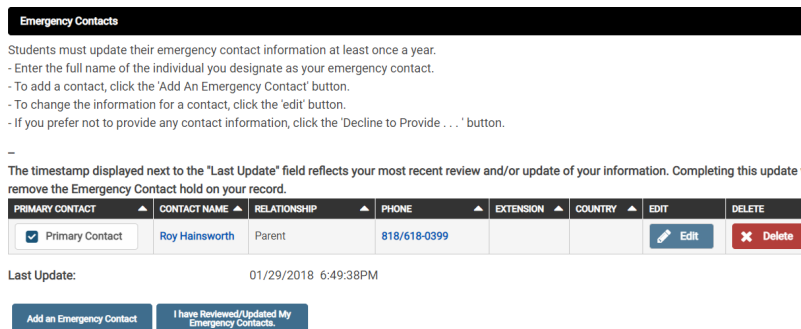 Emergency Contacts
Students must update their emergency contact information at least once a year.
- Enter the full name of the individual you designate as your emergency contact.
- To add a contact, click the 'Add An Emergency Contact' button.
- To change the information for a contact, click the 'edit' button.
- If you prefer not to provide any contact information, click the 'Decline to Provide . . . ' button.
–
The timestamp displayed next to the "Last Update" field reflects your most recent review and/or update of your information. Completing this update
remove the Emergency Contact hold on your record.
PRIMARY CONTACT CONTACT NAME RELATIONSHIP PHONE EXTENSION COUNTRY EDIT DELETE
Primary Contact Roy Hainsworth Parent 818/618-0399 Edit Delete
Last Update: 01/29/2018 6:49:38PM
Add an Emergency Contact I have Reviewed/Updated My
Emergency Contacts.